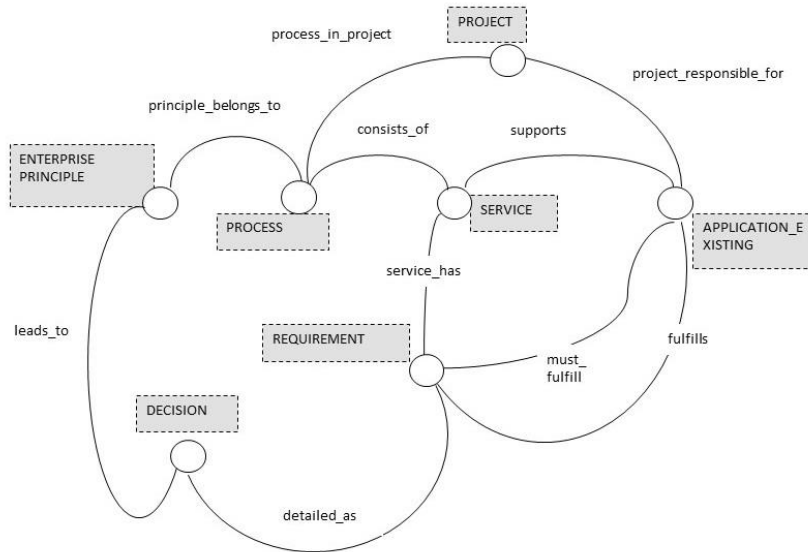 PROJECT
process_in_project
project_responsible_for
principle_belongs_to
consists_of
supports
ENTERPRISE
PRINCIPLE
PROCESS
SERVICE
APPLICATION_E
XISTING
service_has
leads_to
REQUIREMENT
must_
fulfill
fulfills
DECISION
detailed_as